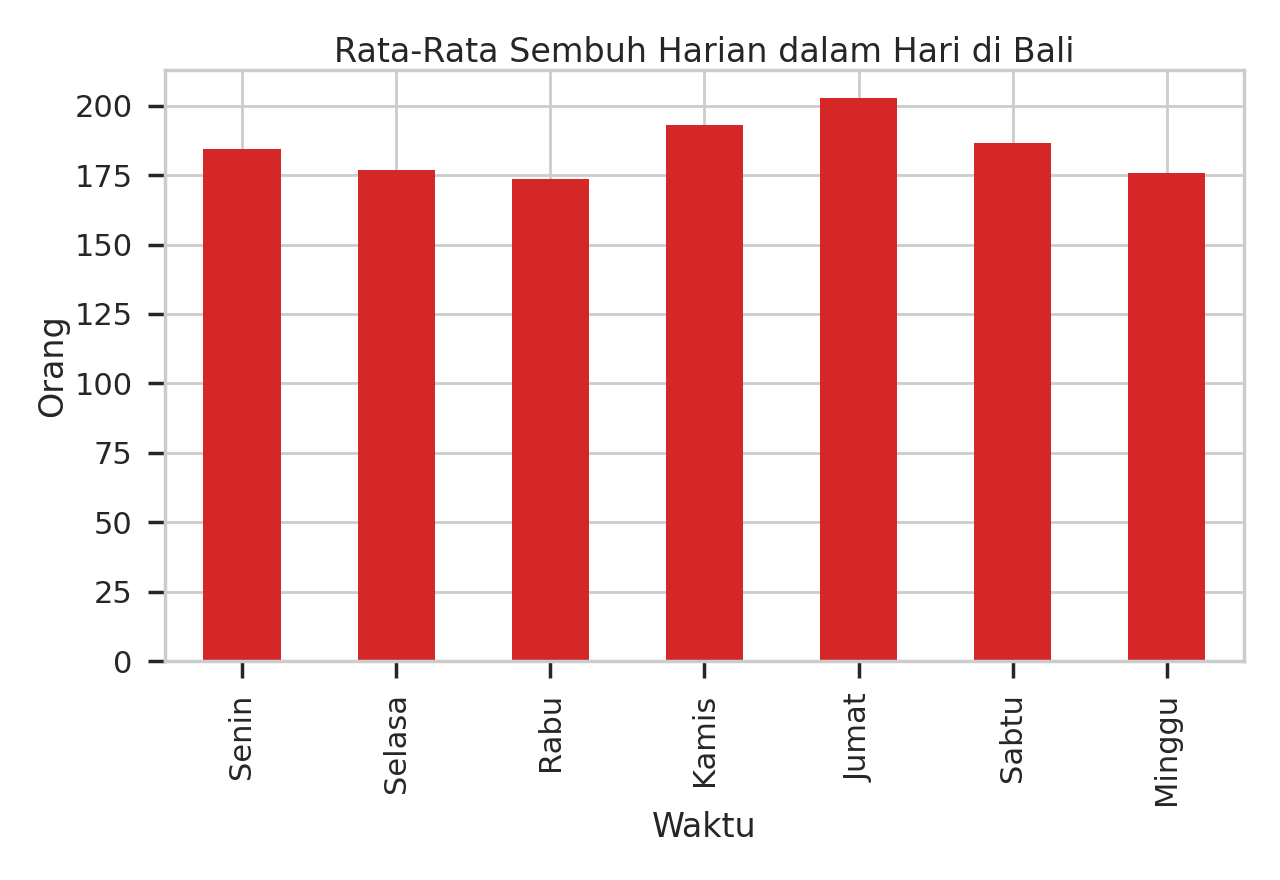 Rata-Rata Sembuh Harian dalam Hari di Bali
Orang
200
175
150
125
100
75
50
25
0
Senin
Selasa
Rabu
Kamis
Jumat
Sabtu
Minggu
Waktu